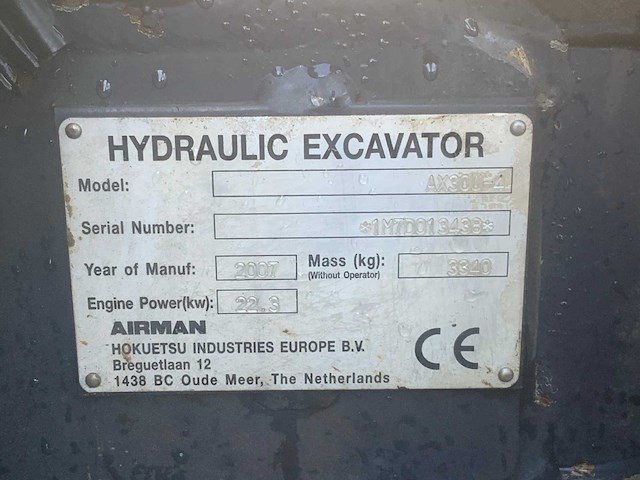 HYDRAULIC EXCAVATOR
Model: AX36U-4
Serial Number: *1M7D013438*
Year of Manuf: 2007 Mass (kg): 3340
(Without Operator)
Engine Power(kw): 22.3
AIRMAN
HOKUETSU INDUSTRIES EUROPE B.V.
Breguetlaan 12
1438 BC Oude Meer, The Netherlands
CE